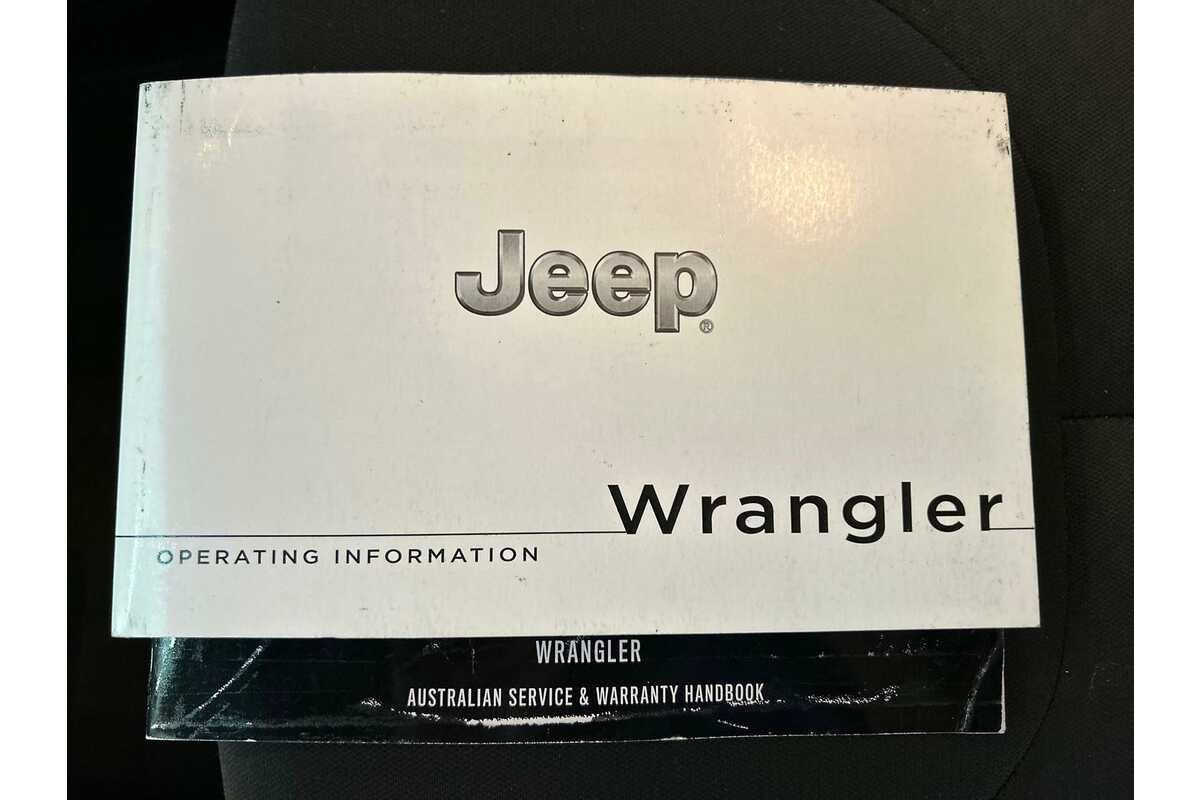 Jeep®
Wrangler
OPERATING INFORMATION
WRANGLER
AUSTRALIAN SERVICE & WARRANTY HANDBOOK